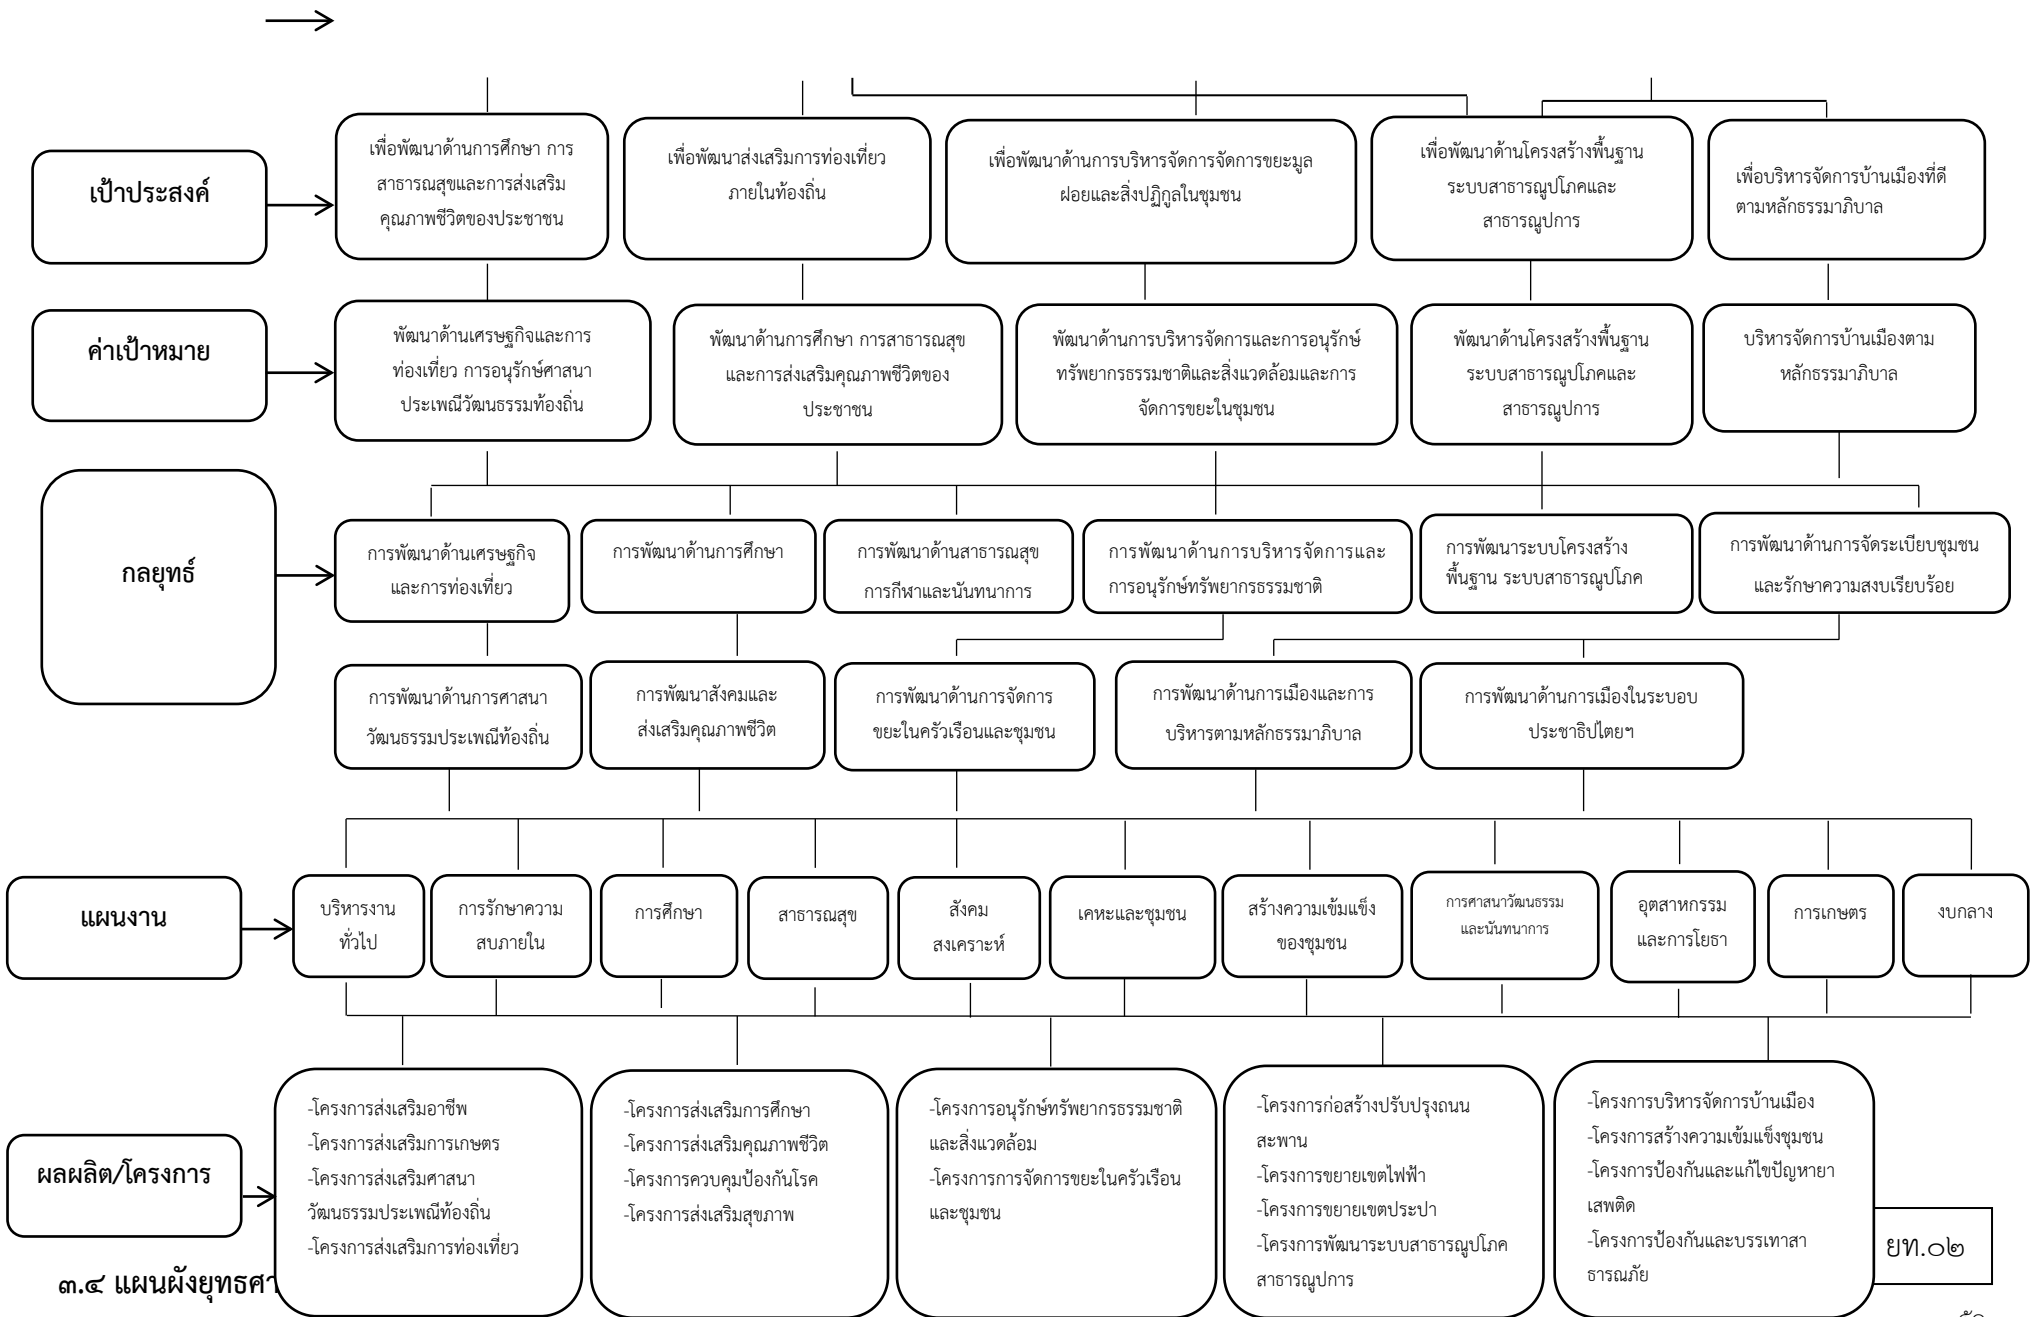 เป้าประสงค์
เพื่อพัฒนาด้านการศึกษา การ
สาธารณสุขและการส่งเสริม
คุณภาพชีวิตของประชาชน
เพื่อพัฒนาส่งเสริมการท่องเที่ยว
ภายในท้องถิ่น
เพื่อพัฒนาด้านการบริหารจัดการจัดการขยะมูล
ฝอยและสิ่งปฏิกูลในชุมชน
เพื่อพัฒนาด้านโครงสร้างพื้นฐาน
ระบบสาธารณูปโภคและ
สาธารณูปการ
เพื่อบริหารจัดการบ้านเมืองที่ดี
ตามหลักธรรมาภิบาล
ค่าเป้าหมาย
พัฒนาด้านเศรษฐกิจและการ
ท่องเที่ยว การอนุรักษ์ศาสนา
ประเพณีวัฒนธรรมท้องถิ่น
พัฒนาด้านการศึกษา การสาธารณสุข
และการส่งเสริมคุณภาพชีวิตของ
ประชาชน
พัฒนาด้านการบริหารจัดการและการอนุรักษ์
ทรัพยากรธรรมชาติและสิ่งแวดล้อมและการ
จัดการขยะในชุมชน
พัฒนาด้านโครงสร้างพื้นฐาน
ระบบสาธารณูปโภคและ
สาธารณูปการ
บริหารจัดการบ้านเมืองตาม
หลักธรรมาภิบาล
กลยุทธ์
การพัฒนาด้านเศรษฐกิจ
และการท่องเที่ยว
การพัฒนาด้านการศึกษา
การพัฒนาด้านสาธารณสุข
การกีฬาและนันทนาการ
การพัฒนาด้านการบริหารจัดการและ
การอนุรักษ์ทรัพยากรธรรมชาติ
การพัฒนาระบบโครงสร้าง
พื้นฐาน ระบบสาธารณูปโภค
การพัฒนาด้านการจัดระเบียบชุมชน
และรักษาความสงบเรียบร้อย
การพัฒนาด้านการศาสนา
วัฒนธรรมประเพณีท้องถิ่น
การพัฒนาสังคมและ
ส่งเสริมคุณภาพชีวิต
การพัฒนาด้านการจัดการ
ขยะในครัวเรือนและชุมชน
การพัฒนาด้านการเมืองและการ
บริหารตามหลักธรรมาภิบาล
การพัฒนาด้านการเมืองในระบอบ
ประชาธิปไตยฯ
แผนงาน
บริหารงาน
ทั่วไป
การรักษาความ
สบภายใน
การศึกษา
สาธารณสุข
สังคม
สงเคราะห์
เคหะและชุมชน
สร้างความเข้มแข็ง
ของชุมชน
การศาสนาวัฒนธรรม
และนันทนาการ
อุตสาหกรรม
และการโยธา
การเกษตร
งบกลาง
ผลผลิต/โครงการ
-โครงการส่งเสริมอาชีพ
-โครงการส่งเสริมการเกษตร
-โครงการส่งเสริมศาสนา
วัฒนธรรมประเพณีท้องถิ่น
-โครงการส่งเสริมการท่องเที่ยว
-โครงการส่งเสริมการศึกษา
-โครงการส่งเสริมคุณภาพชีวิต
-โครงการควบคุมป้องกันโรค
-โครงการส่งเสริมสุขภาพ
-โครงการอนุรักษ์ทรัพยากรธรรมชาติ
และสิ่งแวดล้อม
-โครงการการจัดการขยะในครัวเรือน
และชุมชน
-โครงการก่อสร้างปรับปรุงถนน
สะพาน
-โครงการขยายเขตไฟฟ้า
-โครงการขยายเขตประปา
-โครงการพัฒนาระบบสาธารณูปโภค
สาธารณูปการ
-โครงการบริหารจัดการบ้านเมือง
-โครงการสร้างความเข้มแข็งชุมชน
-โครงการป้องกันและแก้ไขปัญหายา
เสพติด
-โครงการป้องกันและบรรเทาสา
ธารณภัย
ยท.๐๒
๓.๔ แผนผังยุทธศา